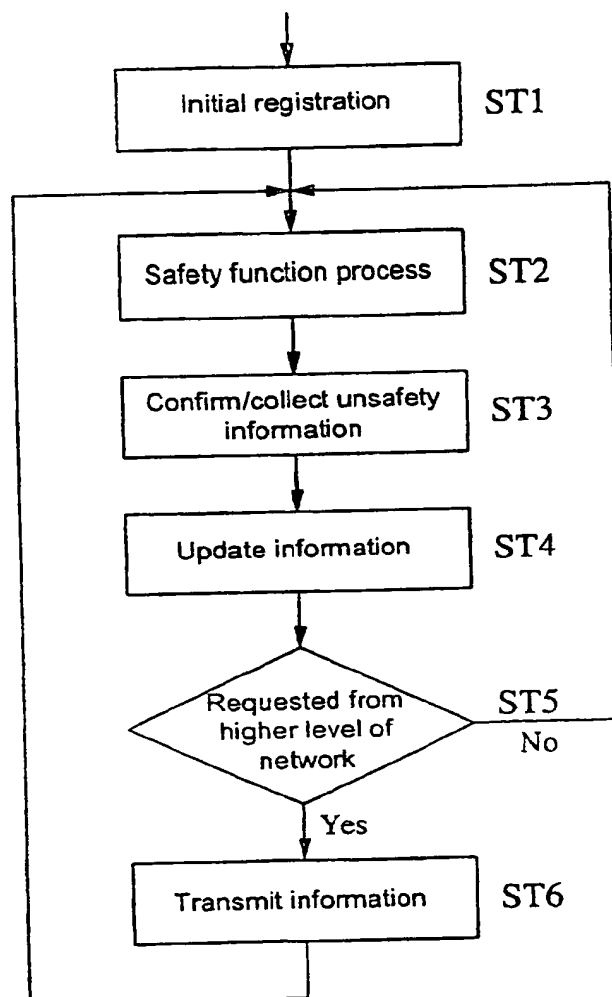 Initial registration
ST1
Safety function process
ST2
Confirm/collect unsafety
information
ST3
Update information
ST4
Requested from
higher level of
network
ST5
No
Yes
Transmit information
ST6